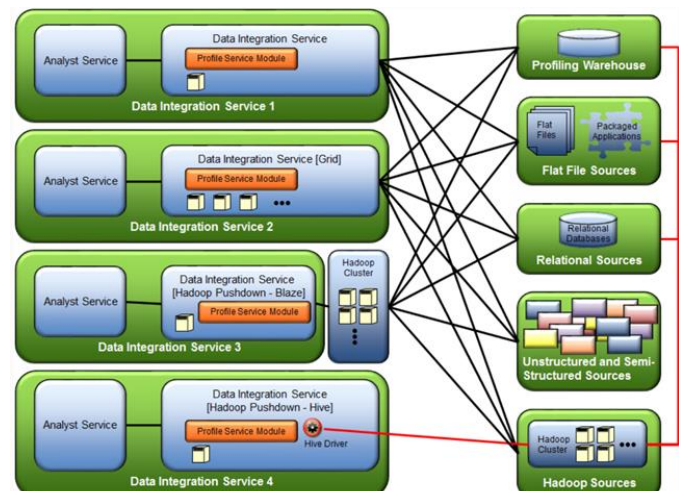 Analyst Service
Data Integration Service
Profile Service Module
Data Integration Service 1
Analyst Service
Data Integration Service [Grid]
Profile Service Module
Data Integration Service 2
Analyst Service
Data Integration Service
[Hadoop Pushdown - Blaze]
Profile Service Module
Data Integration Service 3
Hadoop
Cluster
Analyst Service
Data Integration Service
[Hadoop Pushdown - Hive]
Profile Service Module
Hive Driver
Data Integration Service 4
Profiling Warehouse
Flat
Files
Packaged
Applications
Flat File Sources
Relational
Databases
Relational Sources
Unstructured and Semi-
Structured Sources
Hadoop
Cluster
Hadoop Sources